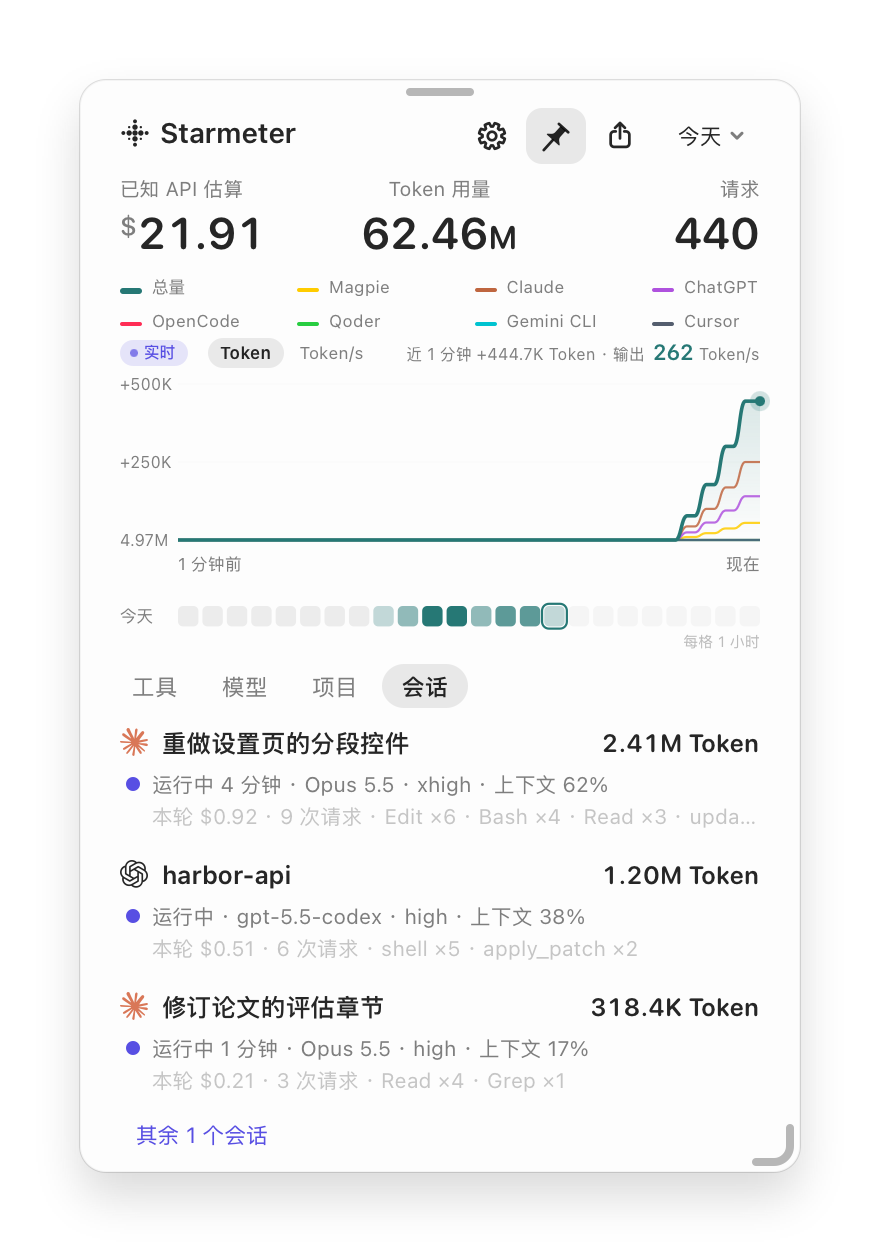 Starmeter
今天
已知 API 估算 Token 用量 请求
$21.91 62.46M 440
总量 Magpie Claude ChatGPT
OpenCode Qoder Gemini CLI Cursor
实时 Token Token/s 近 1 分钟 +444.7K Token · 输出 262 Token/s
+500K
+250K
4.97M
1 分钟前 现在
今天
每格 1 小时
工具 模型 项目 会话
重做设置页的分段控件 2.41M Token
运行中 4 分钟 · Opus 5.5 · xhigh · 上下文 62%
本轮 $0.92 · 9 次请求 · Edit ×6 · Bash ×4 · Read ×3 · upda...
harbor-api 1.20M Token
运行中 · gpt-5.5-codex · high · 上下文 38%
本轮 $0.51 · 6 次请求 · shell ×5 · apply_patch ×2
修订论文的评估章节 318.4K Token
运行中 1 分钟 · Opus 5.5 · high · 上下文 17%
本轮 $0.21 · 3 次请求 · Read ×4 · Grep ×1
其余 1 个会话